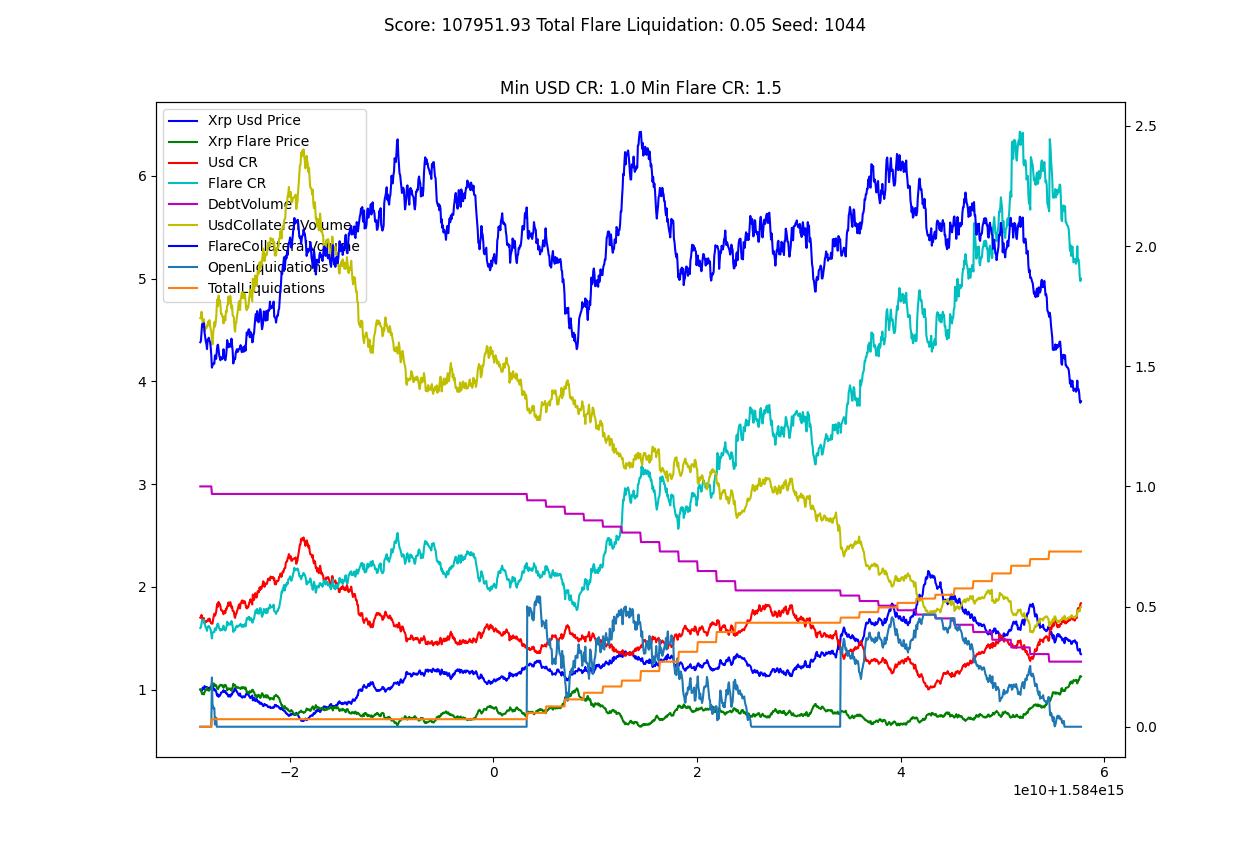 Score: 107951.93 Total Flare Liquidation: 0.05 Seed: 1044
Min USD CR: 1.0 Min Flare CR: 1.5
Xrp Usd Price
Xrp Flare Price
Usd CR
Flare CR
DebtVolume
UsdCollateralVolume
FlareCollateralVolume
OpenLiquidations
TotalLiquidations
6
5
4
3
2
1
2.5
2.0
1.5
1.0
0.5
0.0
−2
0
2
4
6
1e10+1.584e15